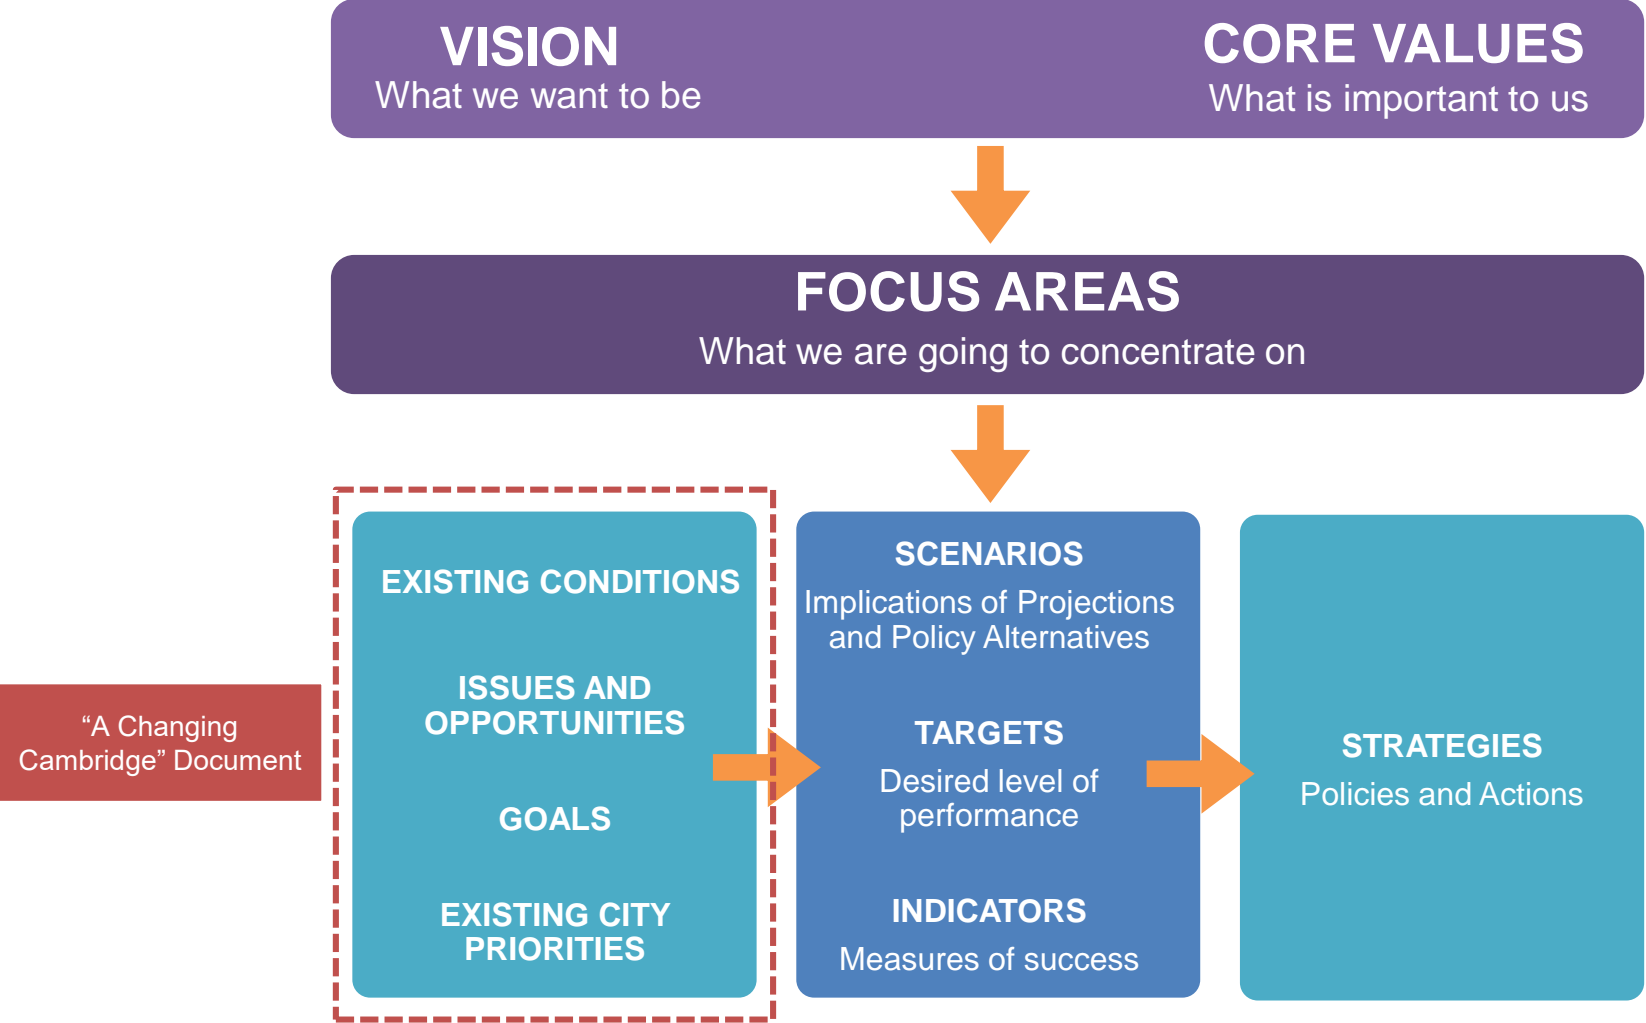 VISION
What we want to be
CORE VALUES
What is important to us
FOCUS AREAS
What we are going to concentrate on
“A Changing
Cambridge” Document
EXISTING CONDITIONS
ISSUES AND
OPPORTUNITIES
GOALS
EXISTING CITY
PRIORITIES
SCENARIOS
Implications of Projections
and Policy Alternatives
TARGETS
Desired level of
performance
INDICATORS
Measures of success
STRATEGIES
Policies and Actions